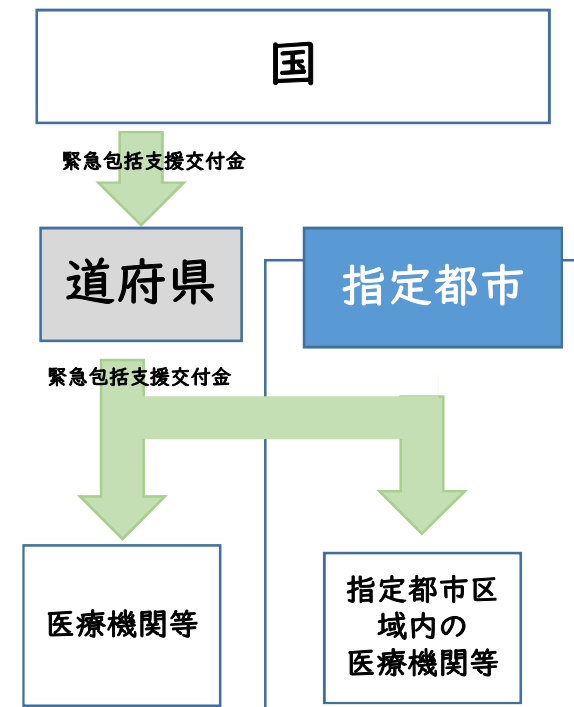 国
緊急包括支援交付金
道府県
指定都市
緊急包括支援交付金
医療機関等
指定都市区
域内の
医療機関等